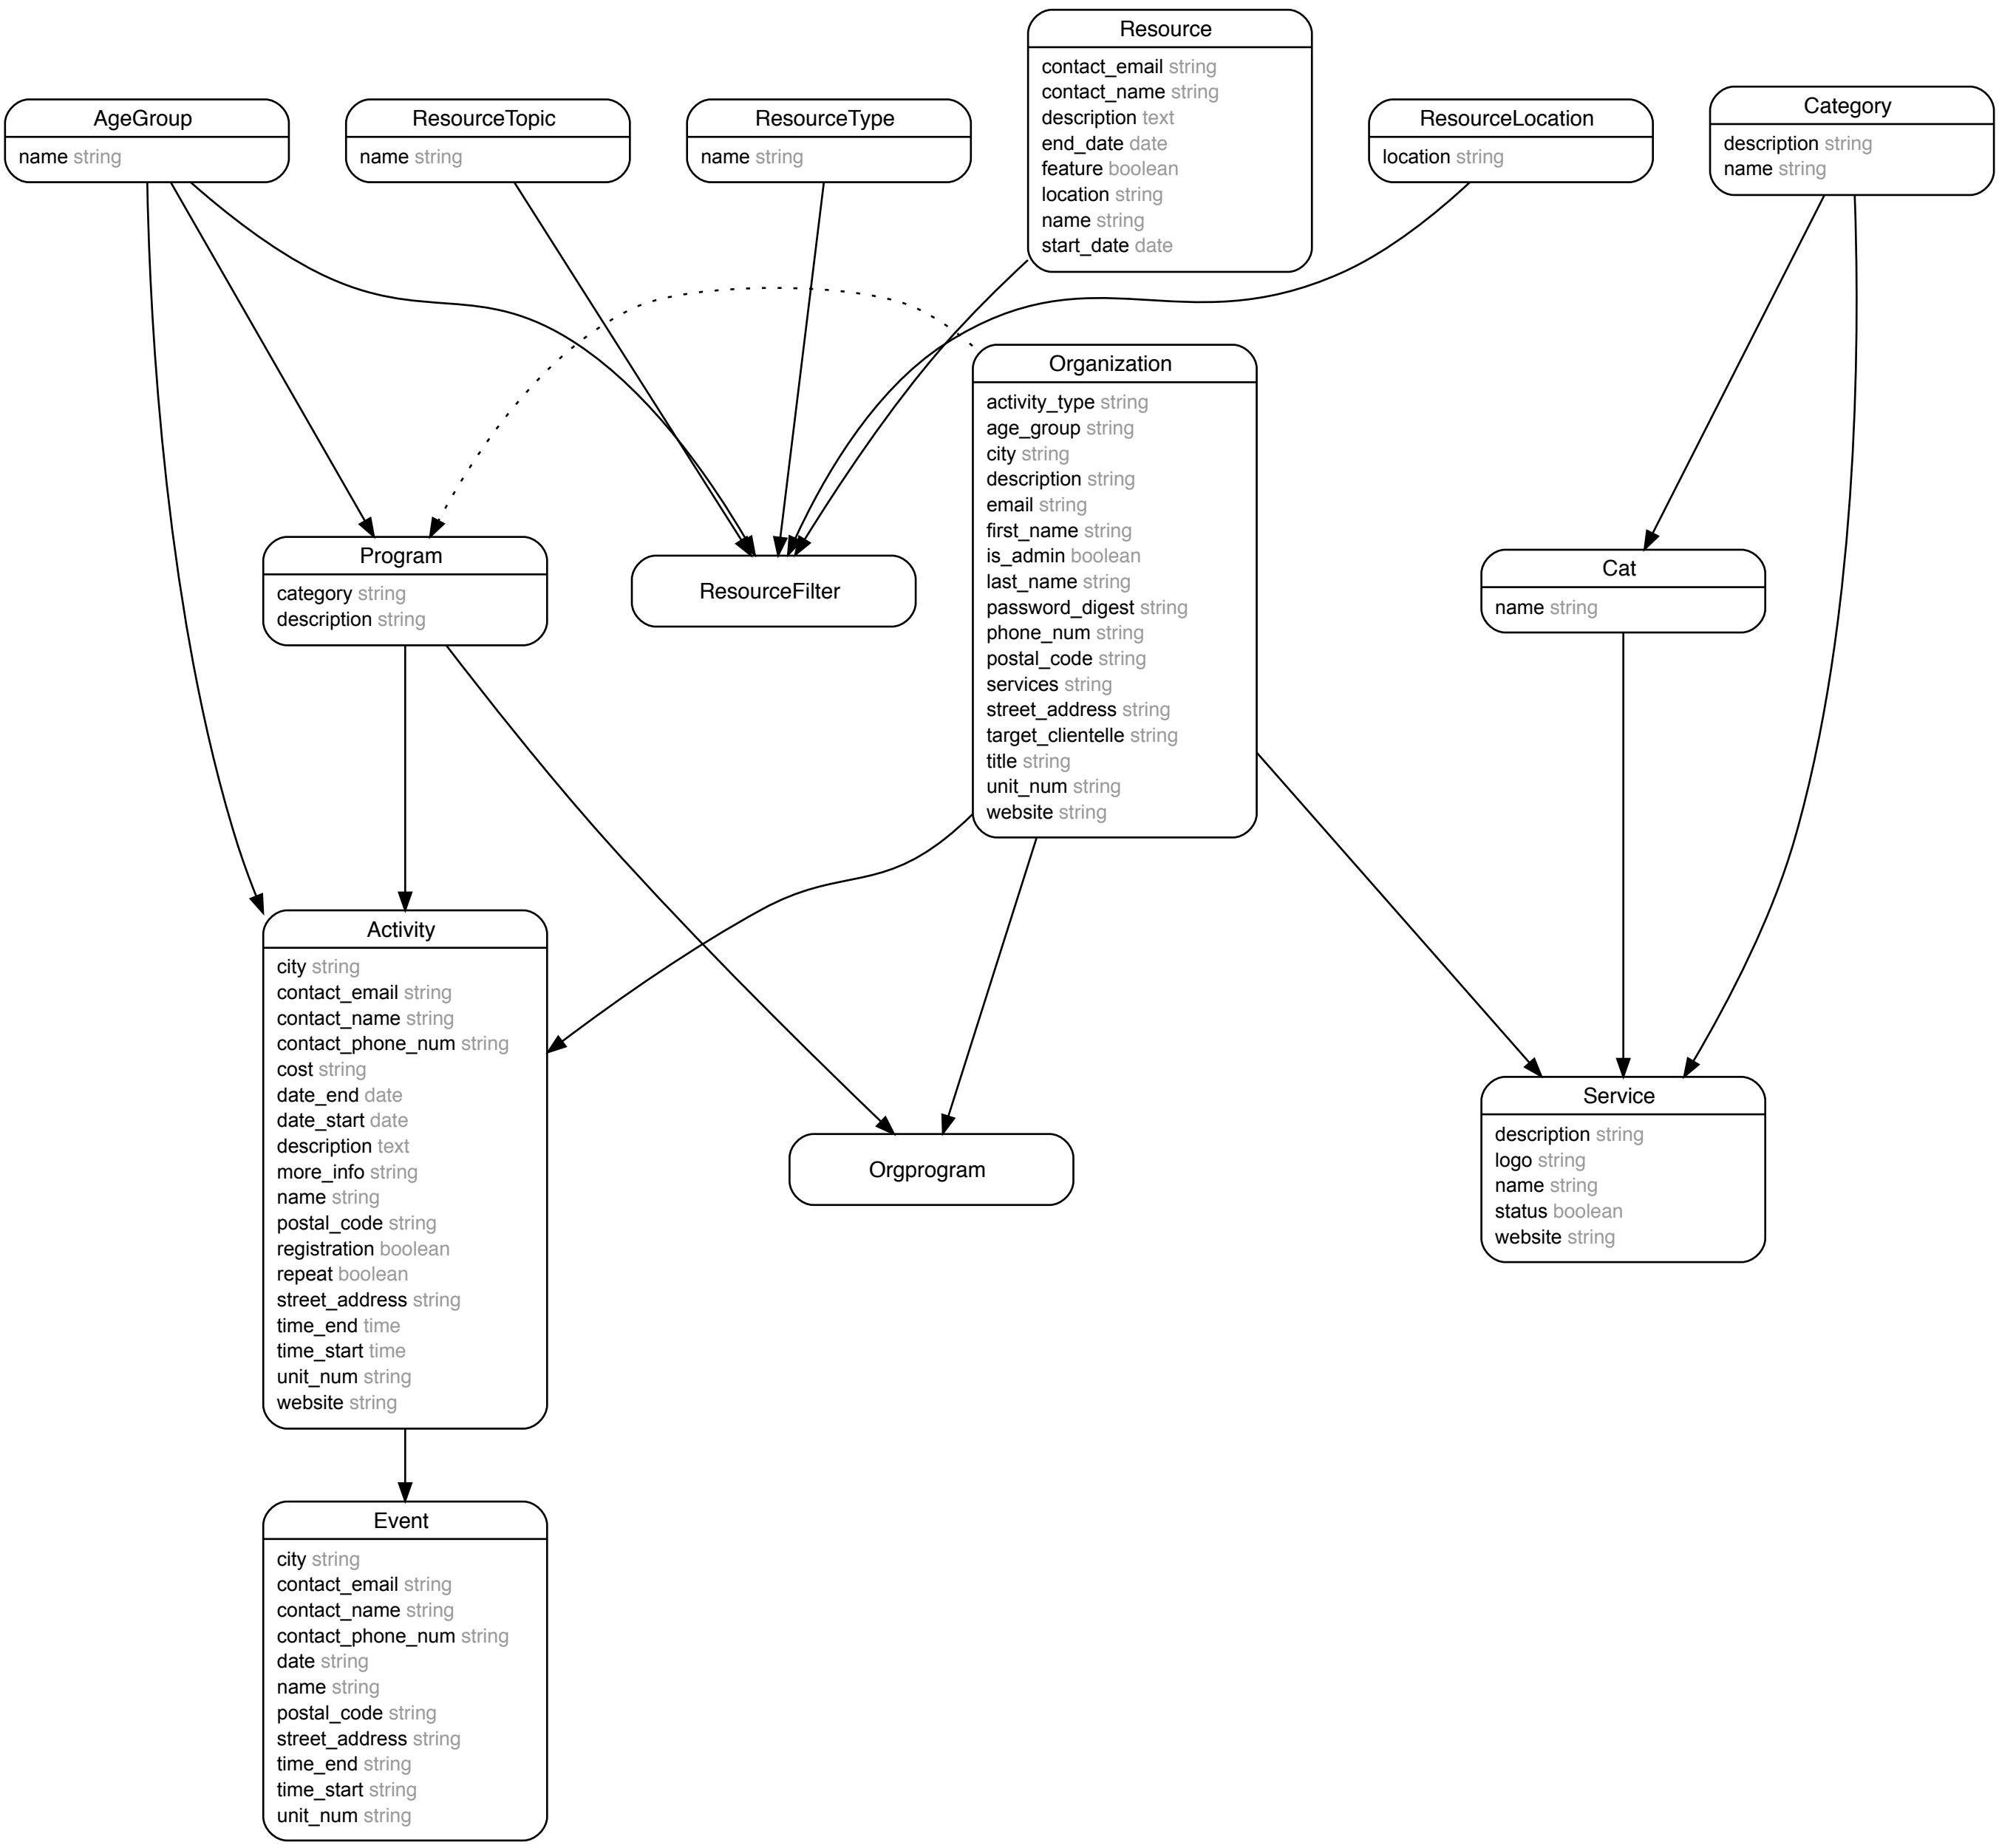 Resource
contact_email string
contact_name string
description text
end_date date
feature boolean
location string
name string
start_date date
AgeGroup
name string
ResourceTopic
name string
ResourceType
name string
ResourceLocation
location string
Category
description string
name string
Organization
activity_type string
age_group string
city string
description string
email string
first_name string
is_admin boolean
last_name string
password_digest string
phone_num string
postal_code string
services string
street_address string
target_clientelle string
title string
unit_num string
website string
Program
category string
description string
ResourceFilter
Cat
name string
Activity
city string
contact_email string
contact_name string
contact_phone_num string
cost string
date_end date
date_start date
description text
more_info string
name string
postal_code string
registration boolean
repeat boolean
street_address string
time_end time
time_start time
unit_num string
website string
Orgprogram
Service
description string
logo string
name string
status boolean
website string
Event
city string
contact_email string
contact_name string
contact_phone_num string
date string
name string
postal_code string
street_address string
time_end string
time_start string
unit_num string